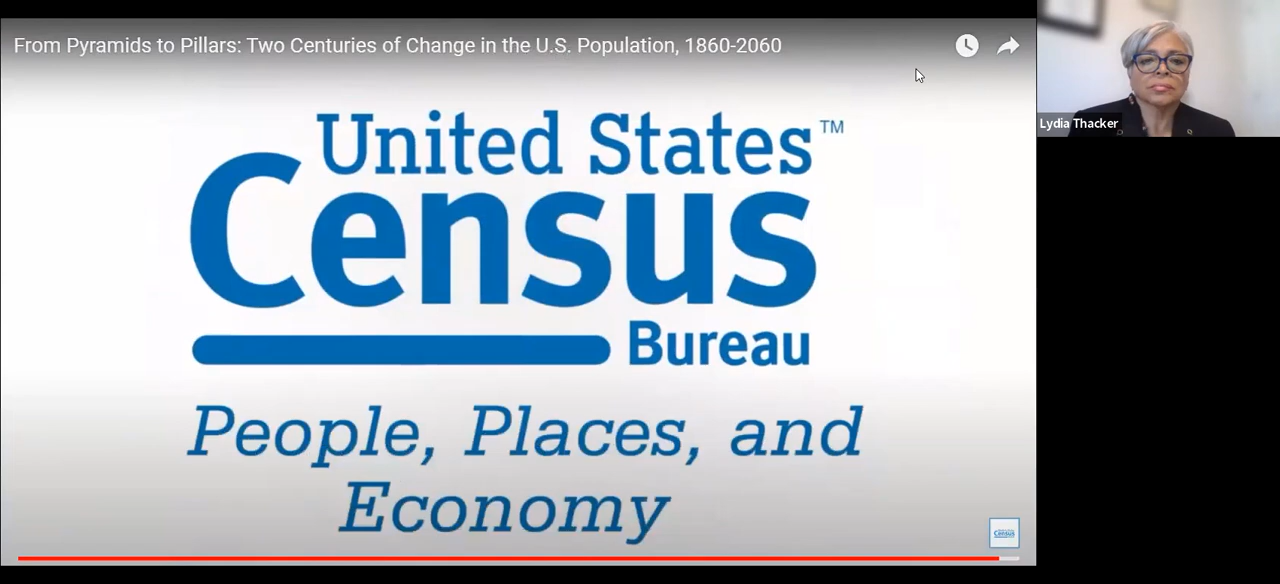 From Pyramids to Pillars: Two Centuries of Change in the U.S. Population, 1860-2060
United States™
Census
Bureau
People, Places, and
Economy
Census
Lydia Thacker